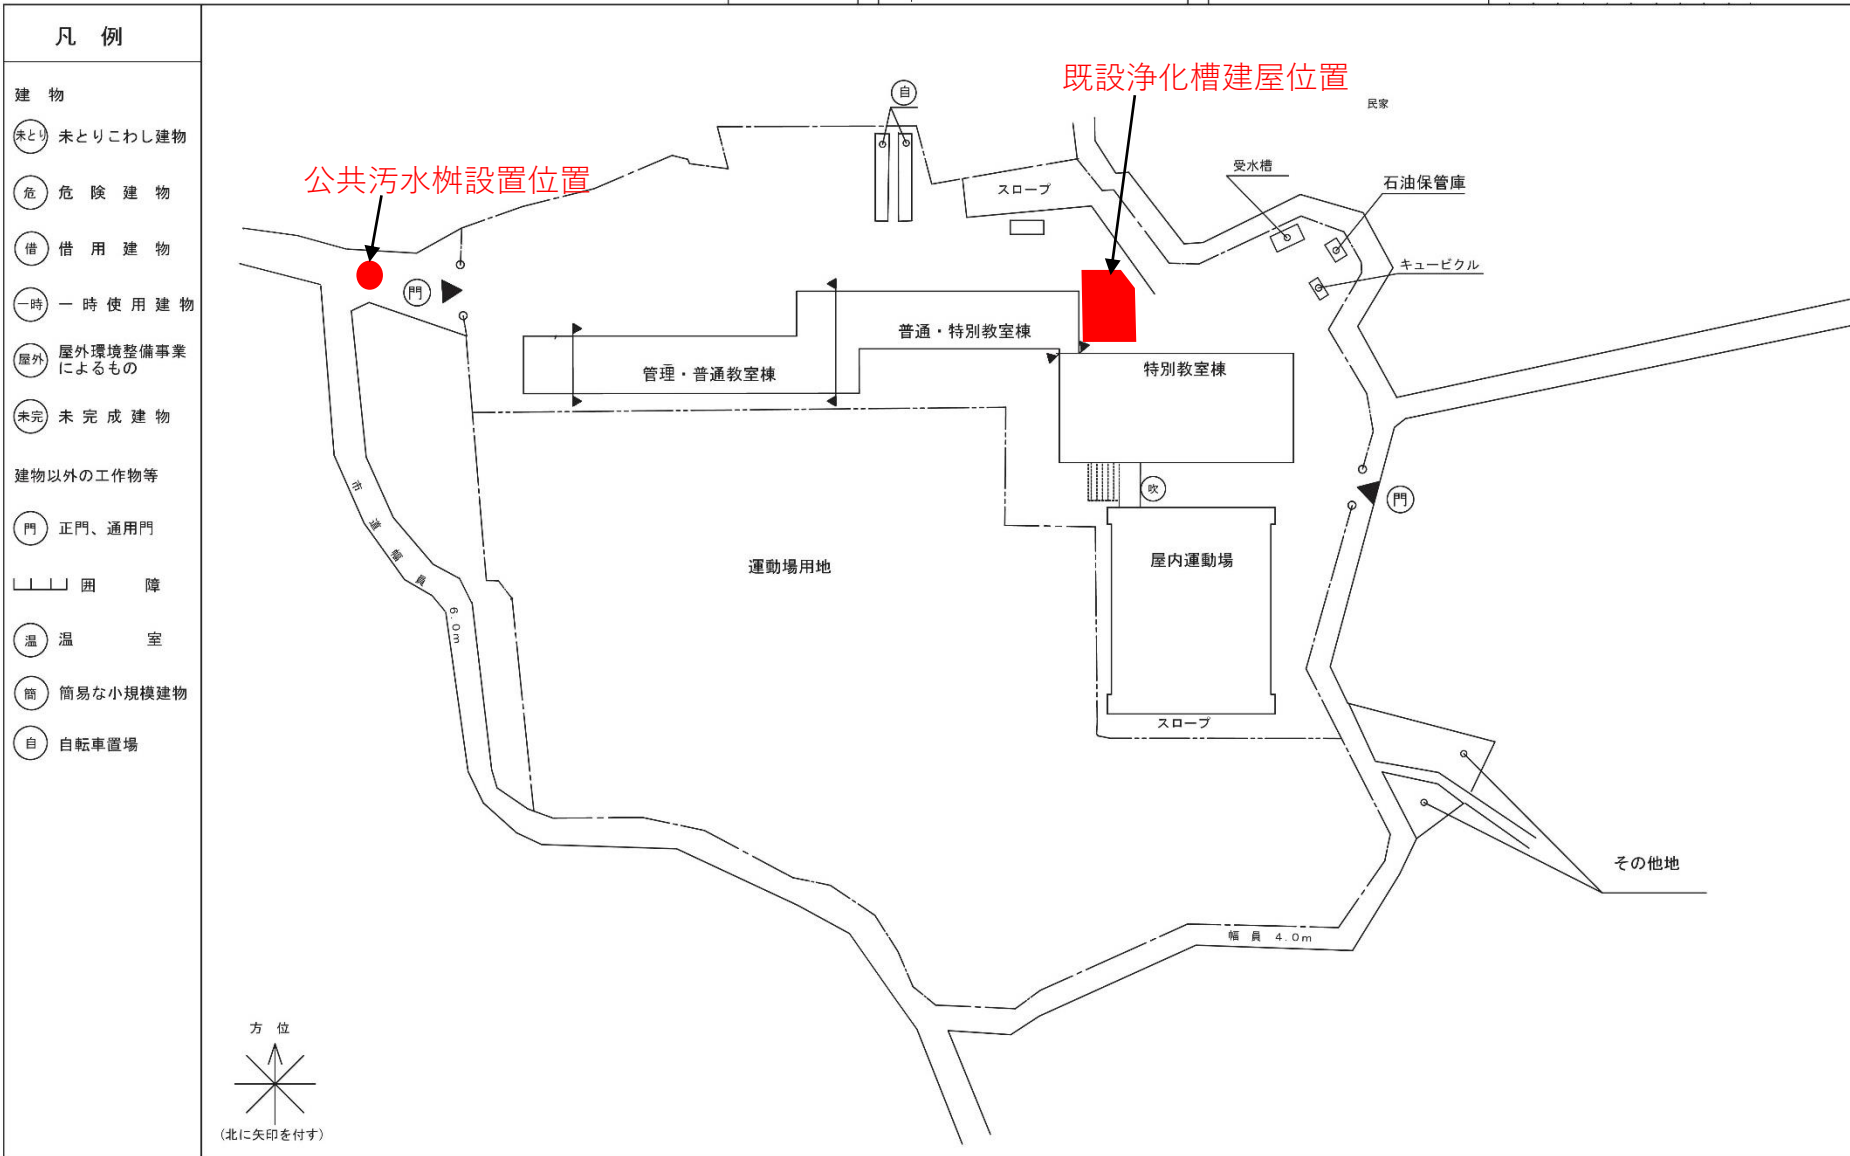 凡 例
建 物
未とり 未とりこわし建物
危 危 険 建 物
借 借 用 建 物
一時 一 時 使 用 建 物
屋外 屋外環境整備事業
によるもの
未完 未 完 成 建 物
建物以外の工作物等
門 正門、通用門
囲 障
温 温 室
簡 簡易な小規模建物
自 自転車置場
既設浄化槽建屋位置
自
民家
公共汚水桝設置位置
スロープ
受水槽
石油保管庫
キュービクル
門
普通・特別教室棟
管理・普通教室棟
特別教室棟
吹
門
市道幅員 6.0m
運動場用地
屋内運動場
スロープ
その他地
幅 員 4.0m
方 位
(北に矢印を付す)